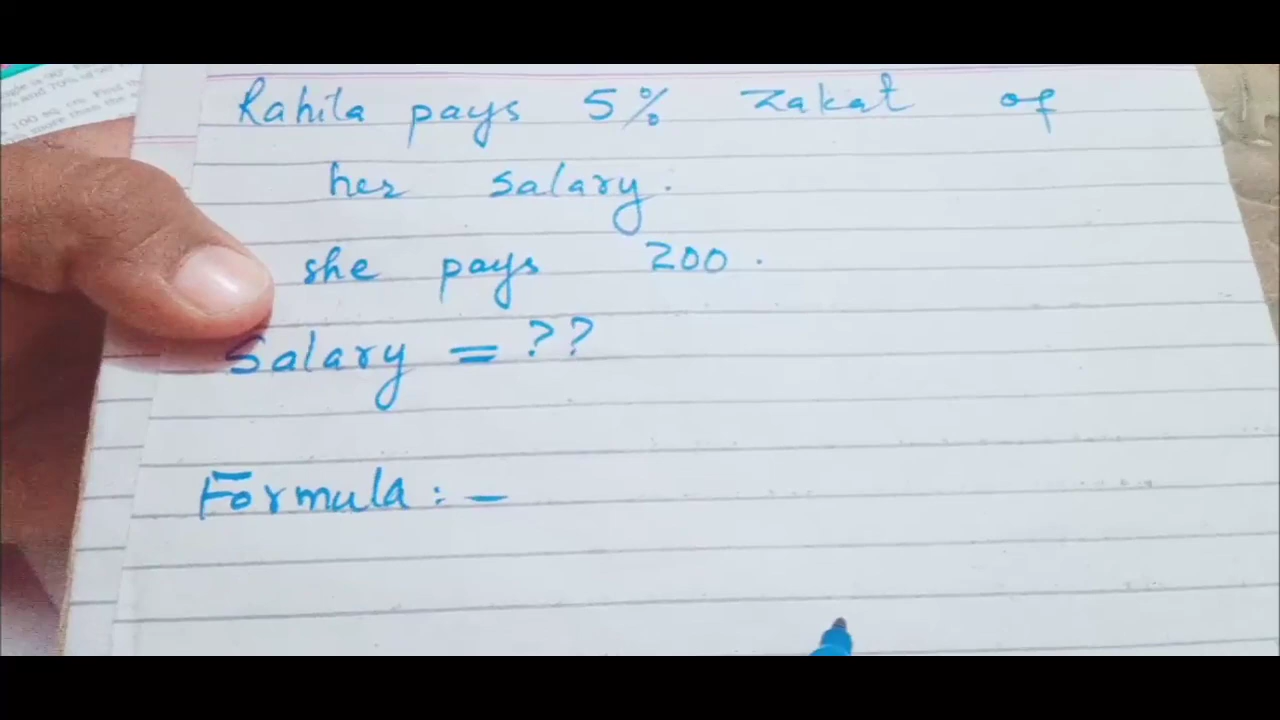 Rahila pays 5% Zakat of
her salary.
she pays 200.
Salary = ??
Formula :-